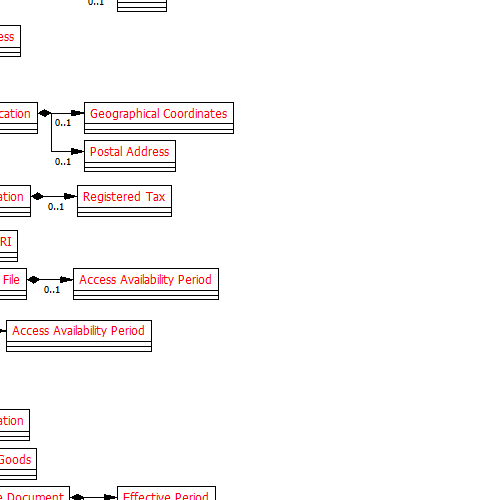 0..1
ess
cation
Geographical Coordinates
0..1
Postal Address
0..1
ation
Registered Tax
0..1
RI
File
Access Availability Period
0..1
Access Availability Period
ation
Goods
e Document
Effective Period